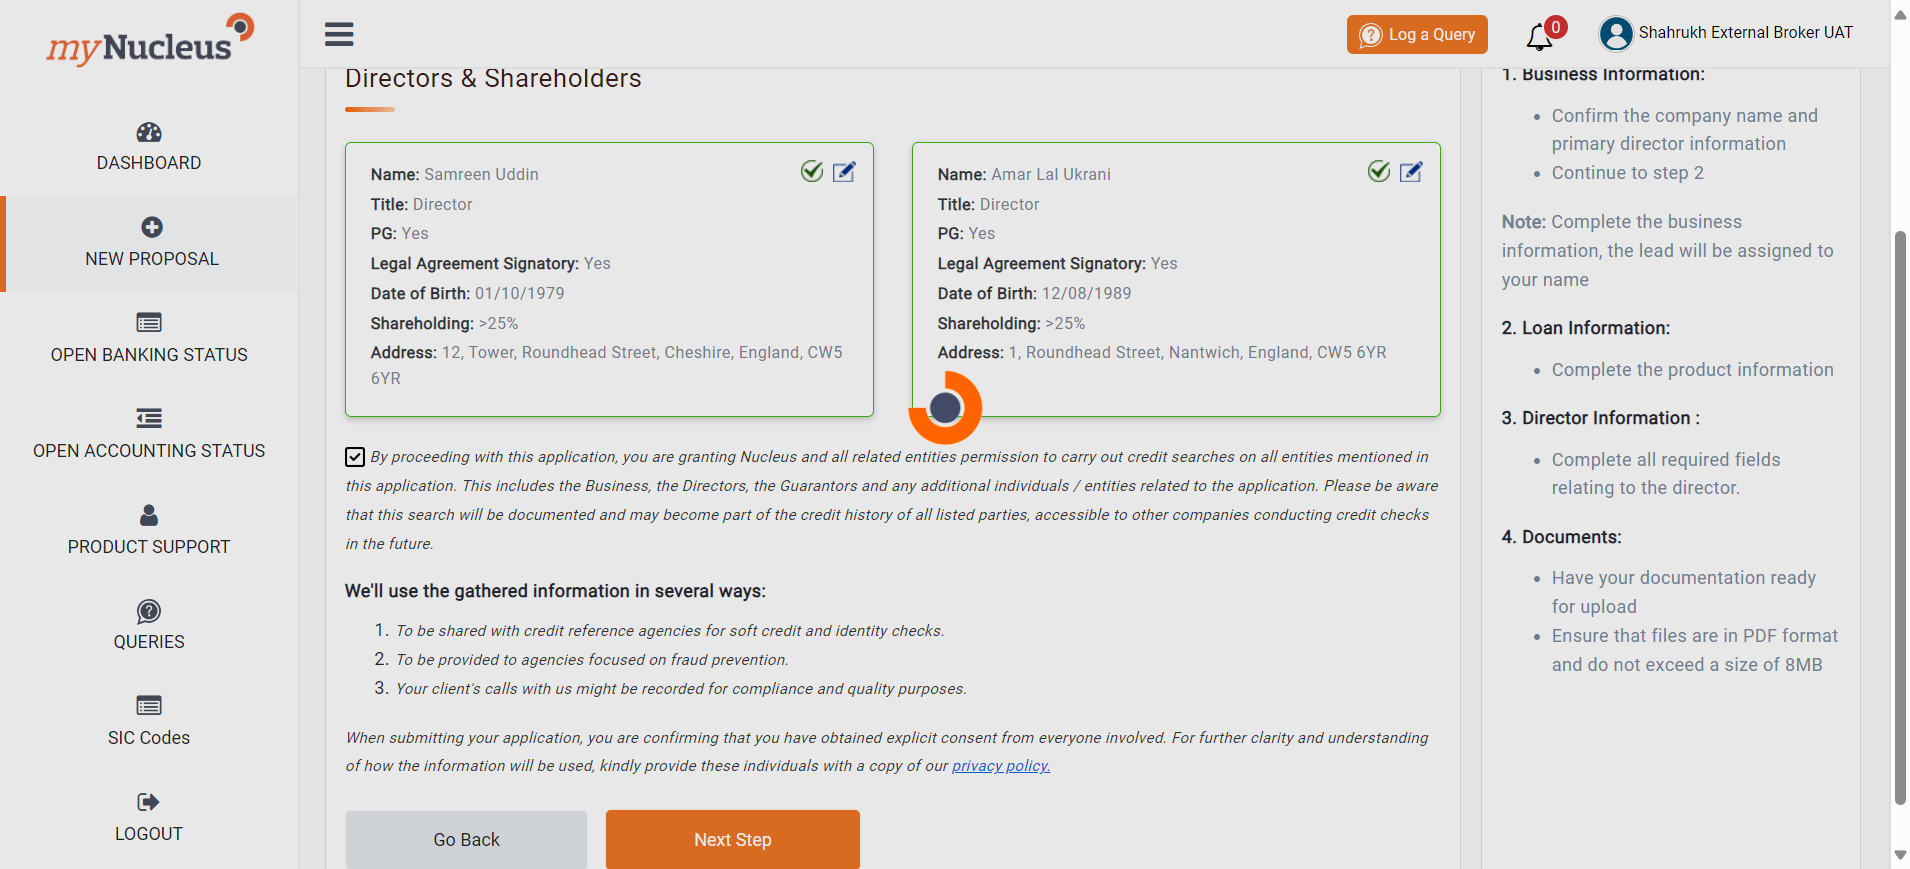 myNucleus
Log a Query
0
Shahrukh External Broker UAT
DASHBOARD
NEW PROPOSAL
OPEN BANKING STATUS
OPEN ACCOUNTING STATUS
PRODUCT SUPPORT
QUERIES
SIC Codes
LOGOUT
Directors & Shareholders
Name: Samreen Uddin
Title: Director
PG: Yes
Legal Agreement Signatory: Yes
Date of Birth: 01/10/1979
Shareholding: >25%
Address: 12, Tower, Roundhead Street, Cheshire, England, CW5
6YR
Name: Amar Lal Ukrani
Title: Director
PG: Yes
Legal Agreement Signatory: Yes
Date of Birth: 12/08/1989
Shareholding: >25%
Address: 1, Roundhead Street, Nantwich, England, CW5 6YR
By proceeding with this application, you are granting Nucleus and all related entities permission to carry out credit searches on all entities mentioned in
this application. This includes the Business, the Directors, the Guarantors and any additional individuals / entities related to the application. Please be aware
that this search will be documented and may become part of the credit history of all listed parties, accessible to other companies conducting credit checks
in the future.
We'll use the gathered information in several ways:
1. To be shared with credit reference agencies for soft credit and identity checks.
2. To be provided to agencies focused on fraud prevention.
3. Your client's calls with us might be recorded for compliance and quality purposes.
When submitting your application, you are confirming that you have obtained explicit consent from everyone involved. For further clarity and understanding
of how the information will be used, kindly provide these individuals with a copy of our privacy policy.
Go Back
Next Step
1. Business Information:
• Confirm the company name and
primary director information
• Continue to step 2
Note: Complete the business
information, the lead will be assigned to
your name
2. Loan Information:
• Complete the product information
3. Director Information :
• Complete all required fields
relating to the director.
4. Documents:
• Have your documentation ready
for upload
• Ensure that files are in PDF format
and do not exceed a size of 8MB